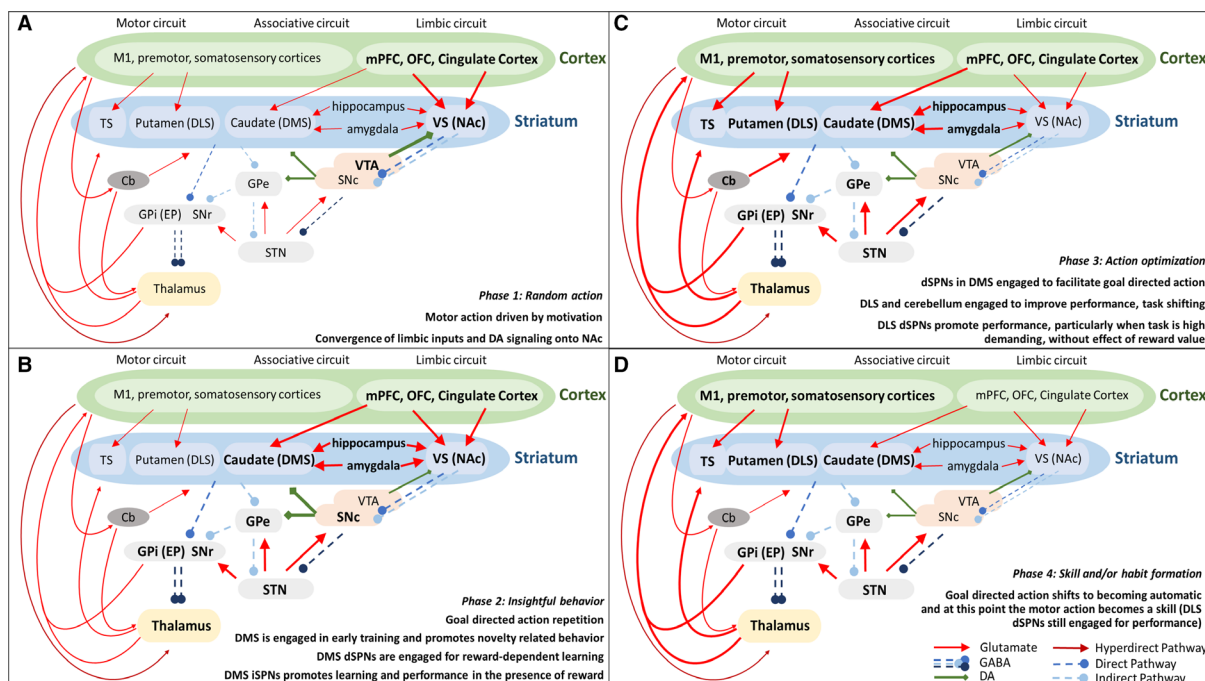 A
Motor circuit
Associative circuit
Limbic circuit
M1, premotor, somatosensory cortices
mPFC, OFC, Cingulate Cortex
Cortex
hippocampus
TS
Putamen (DLS)
Caudate (DMS)
amygdala
VS (NAc)
Striatum
VTA
Cb
GPe
SNc
GPi (EP)
SNr
STN
Thalamus
Phase 1: Random action
Motor action driven by motivation
Convergence of limbic inputs and DA signaling onto NAc
C
Motor circuit
Associative circuit
Limbic circuit
M1, premotor, somatosensory cortices
mPFC, OFC, Cingulate Cortex
Cortex
hippocampus
TS
Putamen (DLS)
Caudate (DMS)
amygdala
VS (NAc)
Striatum
VTA
Cb
GPe
SNc
GPi (EP)
SNr
STN
Thalamus
Phase 3: Action optimization
dSPNs in DMS engaged to facilitate goal directed action
DLS and cerebellum engaged to improve performance, task shifting
DLS dSPNs promote performance, particularly when task is high
demanding, without effect of reward value
B
Motor circuit
Associative circuit
Limbic circuit
M1, premotor, somatosensory cortices
mPFC, OFC, Cingulate Cortex
Cortex
hippocampus
TS
Putamen (DLS)
Caudate (DMS)
amygdala
VS (NAc)
Striatum
VTA
Cb
GPe
SNc
GPi (EP)
SNr
STN
Thalamus
Phase 2: Insightful behavior
Goal directed action repetition
DMS is engaged in early training and promotes novelty related behavior
DMS dSPNs are engaged for reward-dependent learning
DMS iSPNs promotes learning and performance in the presence of reward
D
Motor circuit
Associative circuit
Limbic circuit
M1, premotor, somatosensory cortices
mPFC, OFC, Cingulate Cortex
Cortex
hippocampus
TS
Putamen (DLS)
Caudate (DMS)
amygdala
VS (NAc)
Striatum
VTA
Cb
GPe
SNc
GPi (EP)
SNr
STN
Thalamus
Phase 4: Skill and/or habit formation
Goal directed action shifts to becoming automatic
and at this point the motor action becomes a skill (DLS
dSPNs still engaged for performance)
Glutamate
Hyperdirect Pathway
GABA
Direct Pathway
DA
Indirect Pathway